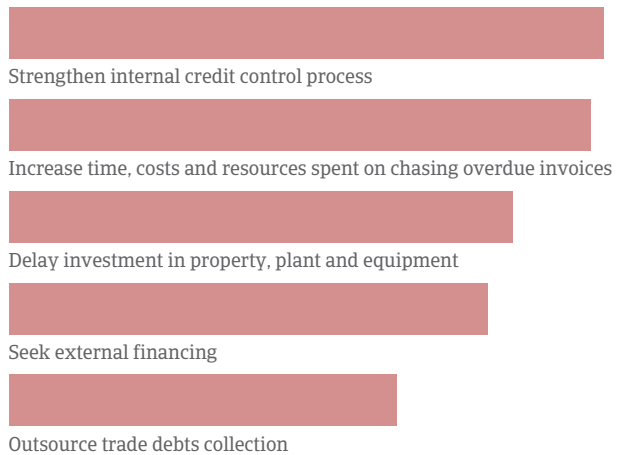 Strengthen internal credit control process
Increase time, costs and resources spent on chasing overdue invoices
Delay investment in property, plant and equipment
Seek external financing
Outsource trade debts collection